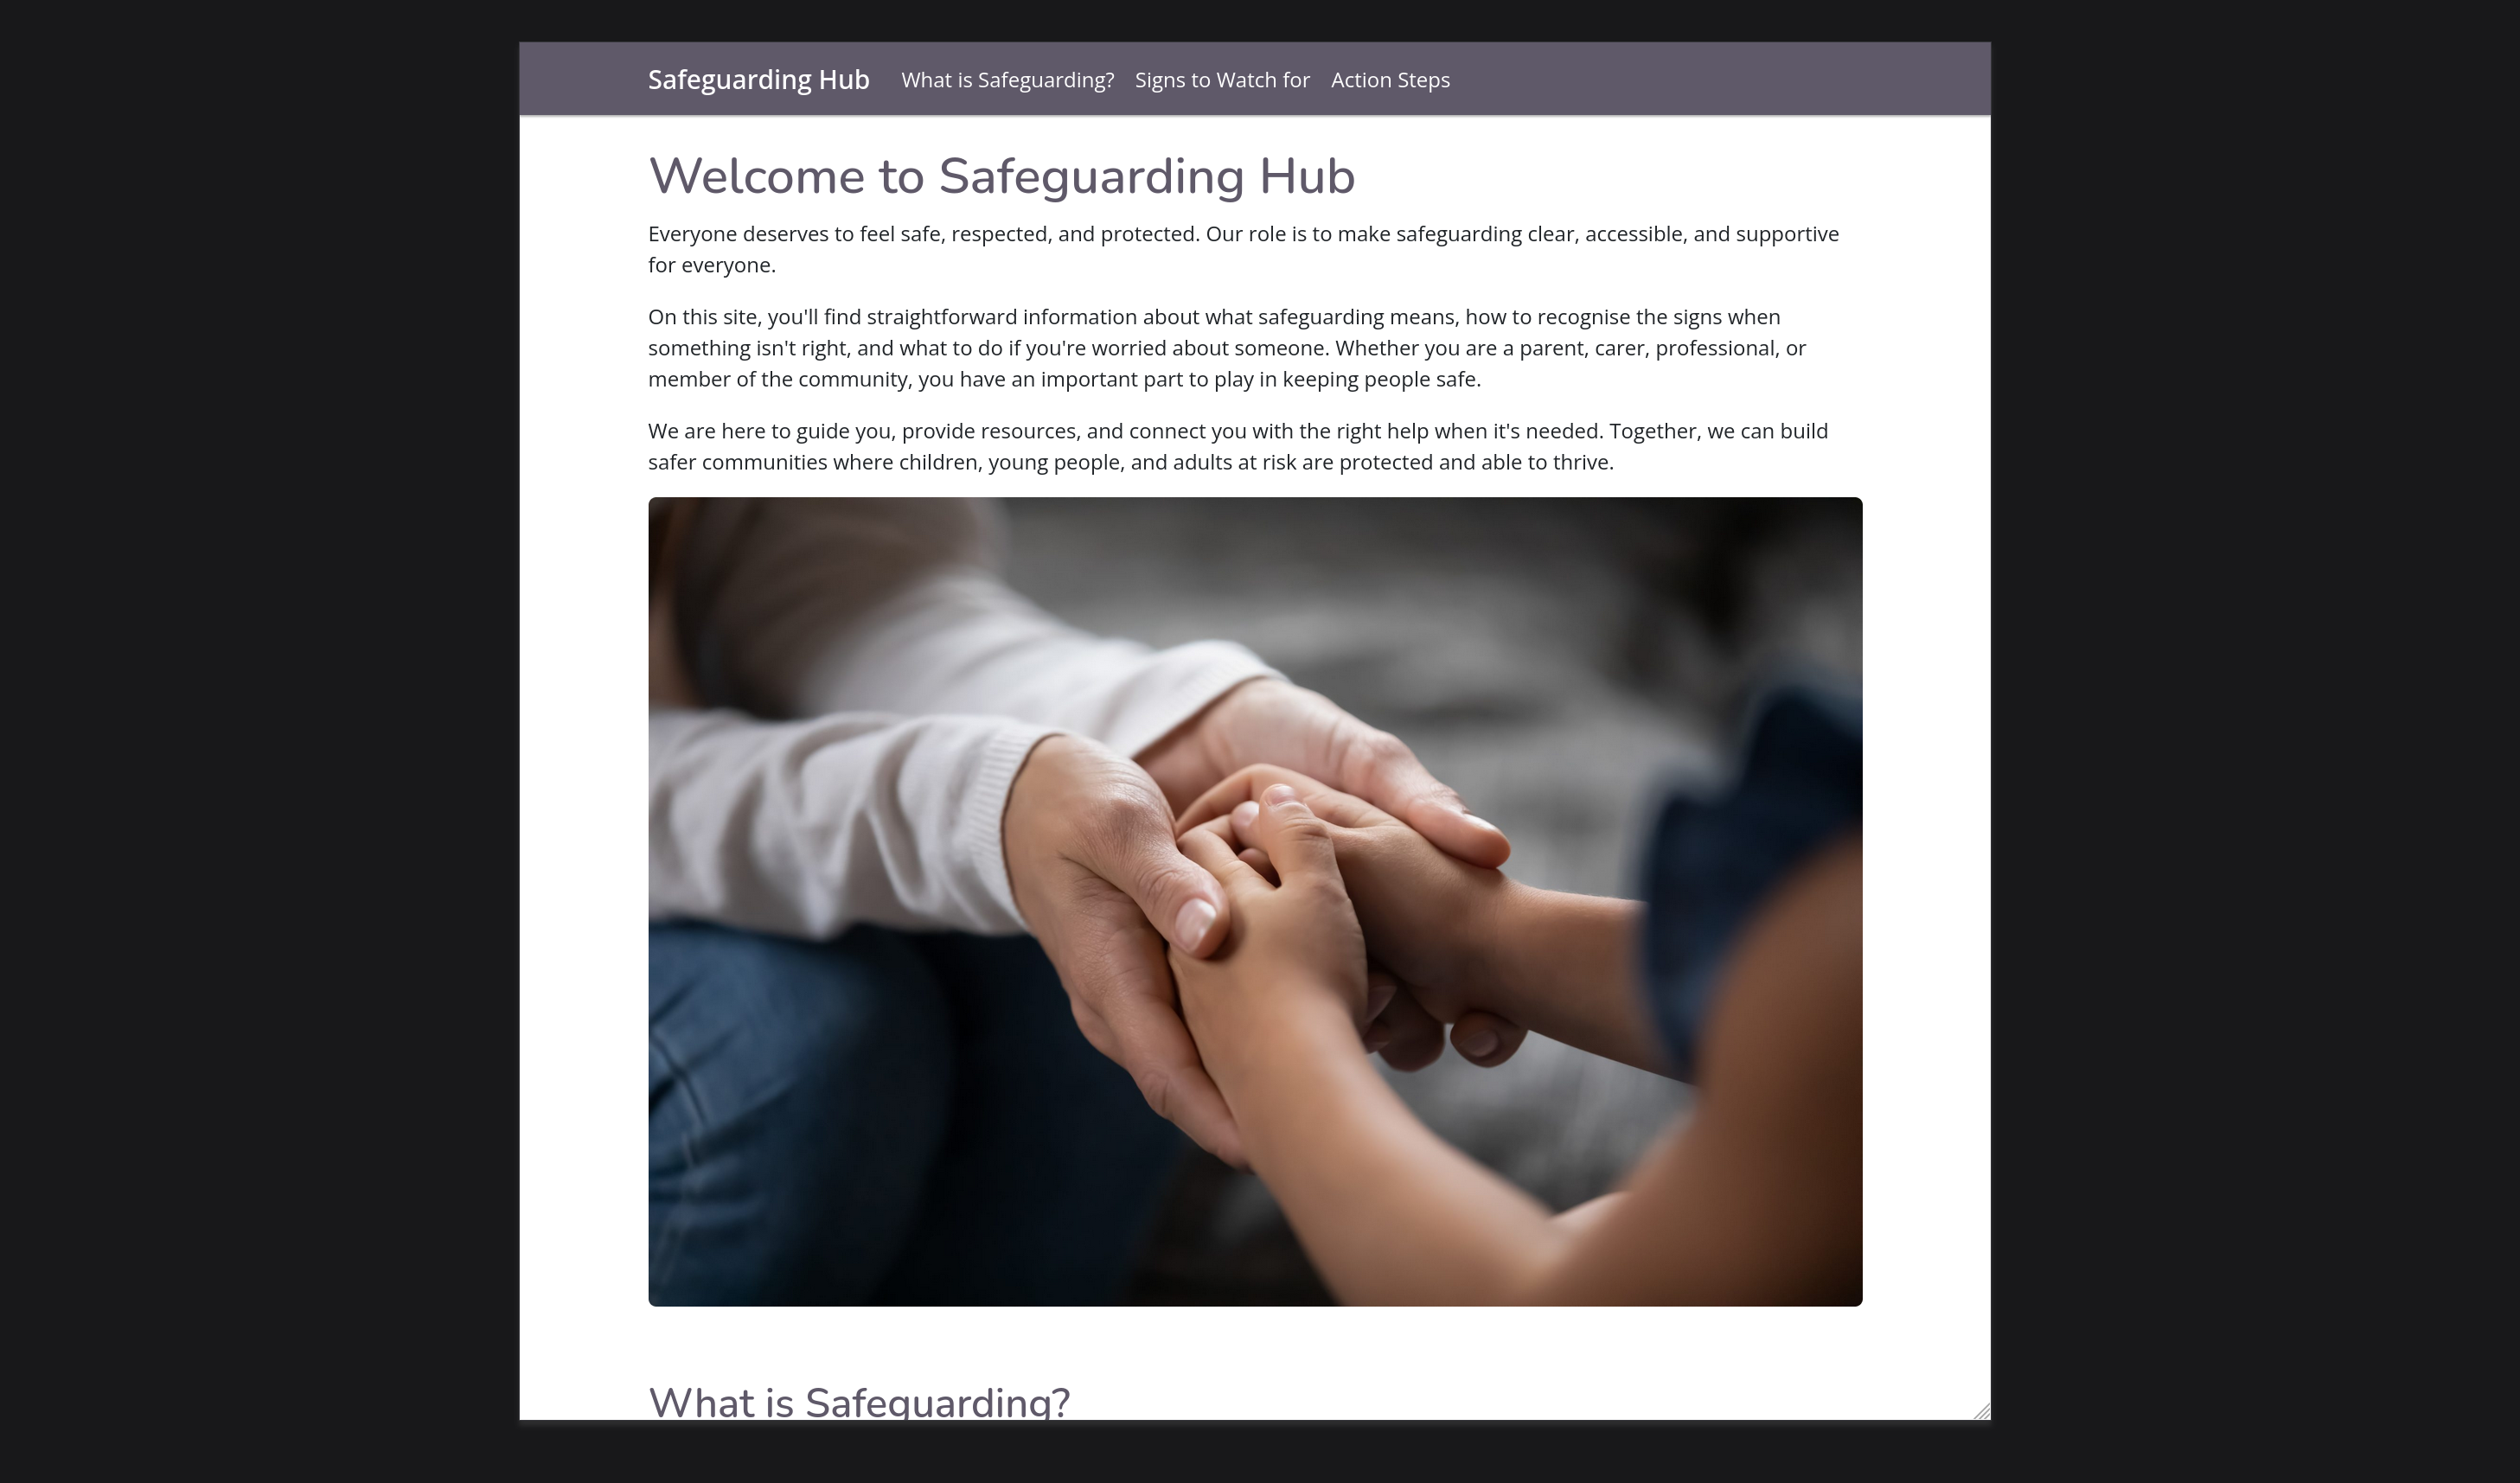 Safeguarding Hub What is Safeguarding? Signs to Watch for Action Steps
Welcome to Safeguarding Hub
Everyone deserves to feel safe, respected, and protected. Our role is to make safeguarding clear, accessible, and supportive
for everyone.
On this site, you'll find straightforward information about what safeguarding means, how to recognise the signs when
something isn't right, and what to do if you're worried about someone. Whether you are a parent, carer, professional, or
member of the community, you have an important part to play in keeping people safe.
We are here to guide you, provide resources, and connect you with the right help when it's needed. Together, we can build
safer communities where children, young people, and adults at risk are protected and able to thrive.
What is Safeguarding?